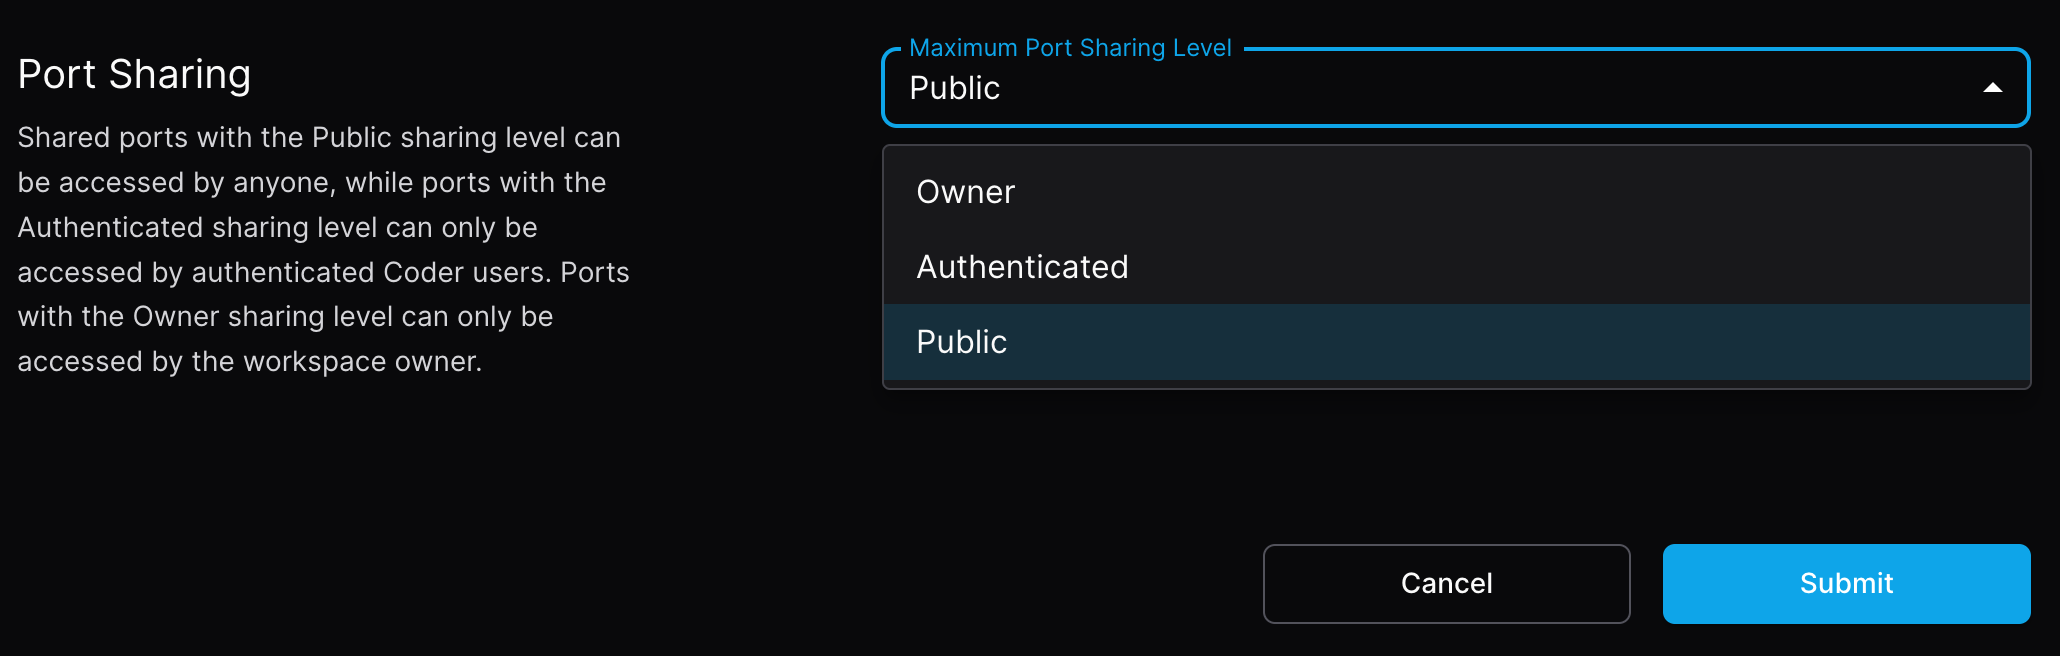 Port Sharing
Shared ports with the Public sharing level can
be accessed by anyone, while ports with the
Authenticated sharing level can only be
accessed by authenticated Coder users. Ports
with the Owner sharing level can only be
accessed by the workspace owner.
Maximum Port Sharing Level
Public
Owner
Authenticated
Public
Cancel
Submit